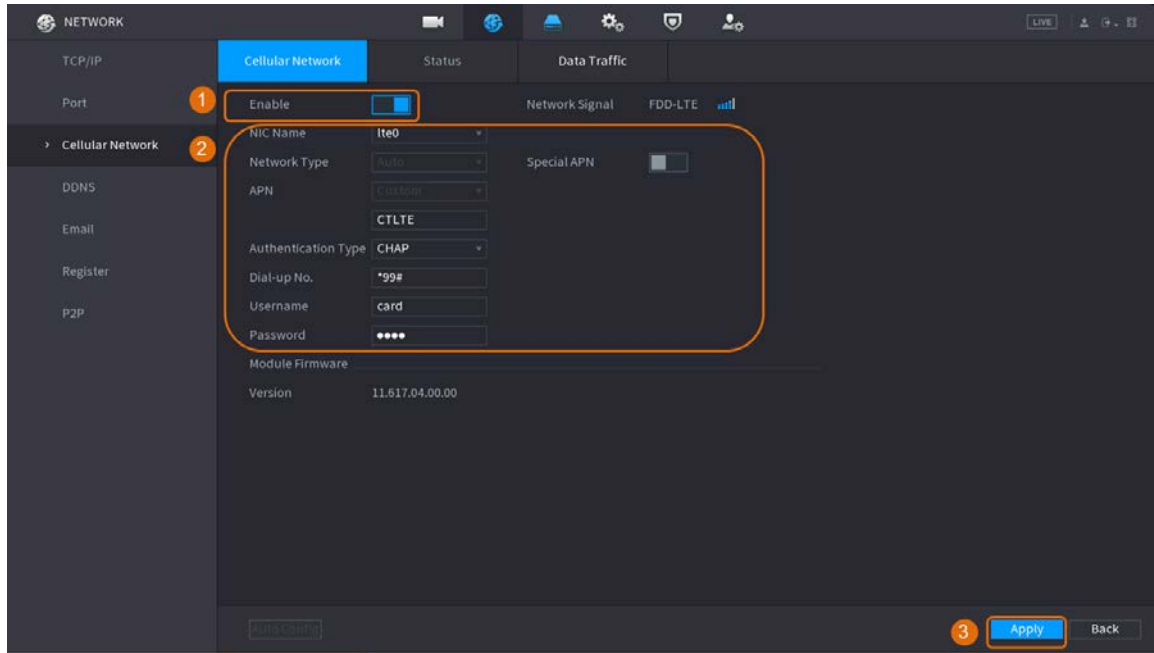 NETWORK
LIVE
TCP/IP
Port
Cellular Network
DDNS
Email
Register
P2P
Cellular Network Status Data Traffic
1 Enable Network Signal FDD-LTE
2
NIC Name lte0
Network Type Auto Special APN
APN Custom
CTLTE
Authentication Type CHAP
Dial-up No. *99#
Username card
Password ••••
Module Firmware
Version 11.617.04.00.00
Auto Config 3 Apply Back